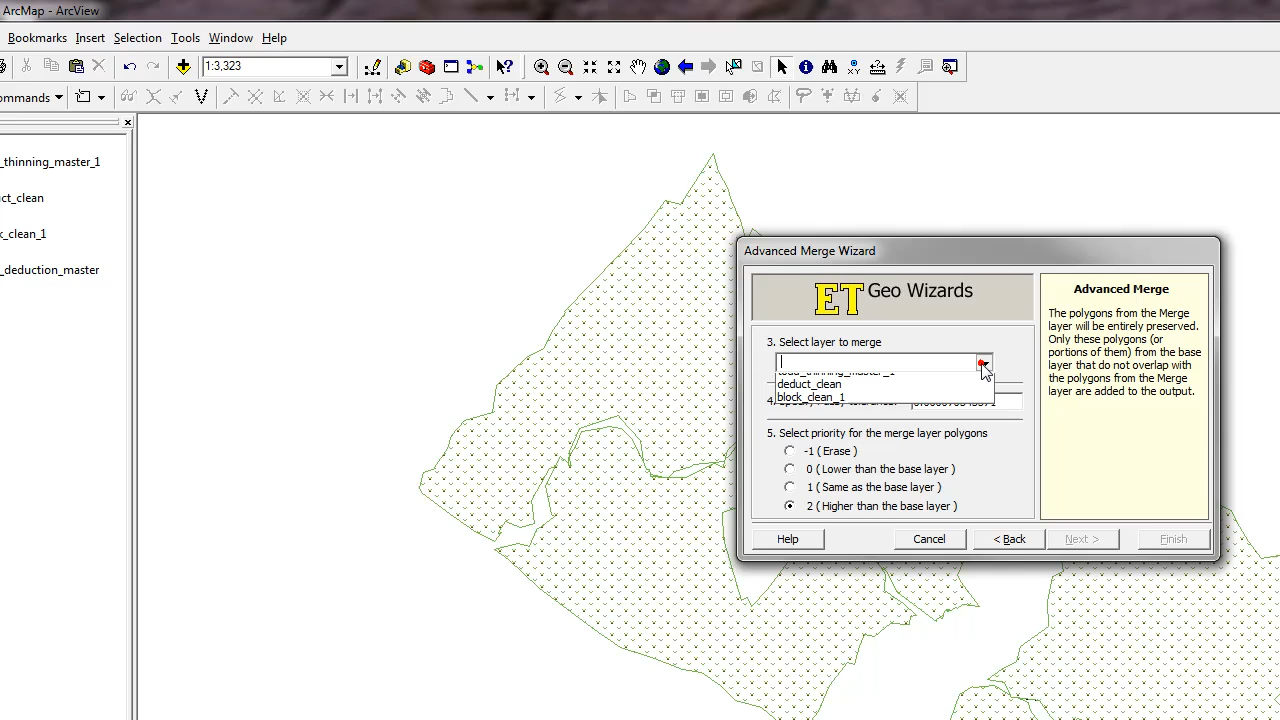 ArcMap - ArcView
Bookmarks Insert Selection Tools Window Help
1:3,323
ommands
_thinning_master_1
ct_clean
k_clean_1
_deduction_master
Advanced Merge Wizard
ET Geo Wizards
3. Select layer to merge
deduct_clean
block_clean_1
5. Select priority for the merge layer polygons
-1 ( Erase )
0 ( Lower than the base layer )
1 ( Same as the base layer )
2 ( Higher than the base layer )
Help Cancel < Back Next > Finish
Advanced Merge
The polygons from the Merge
layer will be entirely preserved.
Only these polygons (or
portions of them) from the base
layer that do not overlap with
the polygons from the Merge
layer are added to the output.